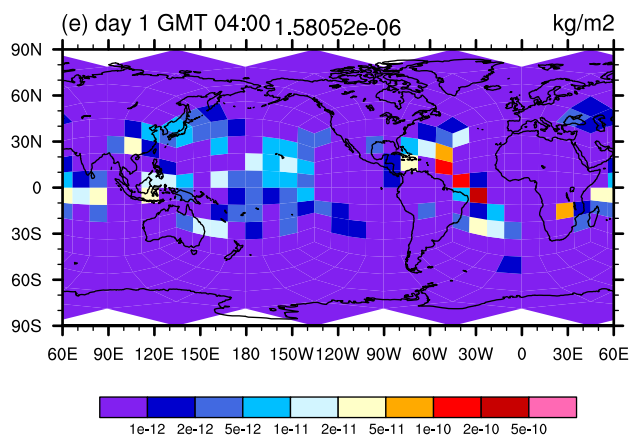 (e) day 1 GMT 04:00 1.58052e-06 kg/m2
90N
60N
30N
0
30S
60S
90S
60E 90E 120E 150E 180 150W 120W 90W 60W 30W 0 30E 60E
1e-12 2e-12 5e-12 1e-11 2e-11 5e-11 1e-10 2e-10 5e-10